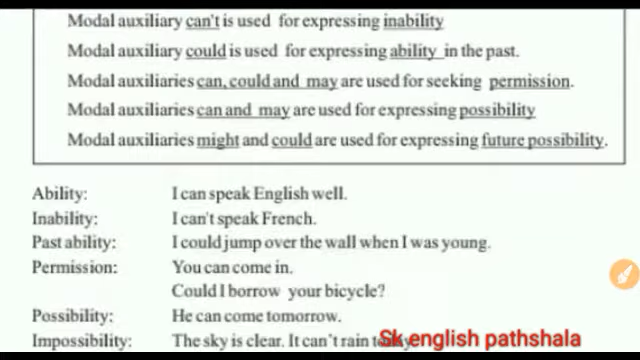 Modal auxiliary can't is used for expressing inability
Modal auxiliary could is used for expressing ability in the past.
Modal auxiliaries can, could and may are used for seeking permission.
Modal auxiliaries can and may are used for expressing possibility
Modal auxiliaries might and could are used for expressing future possibility.
Ability: I can speak English well.
Inability: I can't speak French.
Past ability: I could jump over the wall when I was young.
Permission: You can come in.
Could I borrow your bicycle?
Possibility: He can come tomorrow.
Impossibility: The sky is clear. It can't rain
Sk english pathshala